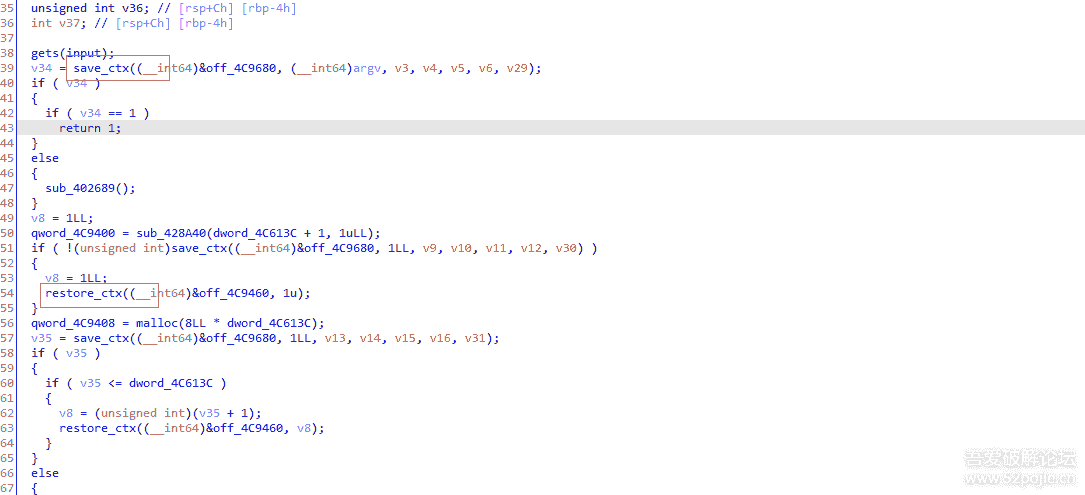 35 unsigned int v36; // [rsp+Ch] [rbp-4h]
36 int v37; // [rsp+Ch] [rbp-4h]
37
38 gets(input);
39 v34 = save_ctx((__int64)&off_4C9680, (__int64)argv, v3, v4, v5, v6, v29);
40 if ( v34 )
41 {
42 if ( v34 == 1 )
43 return 1;
44 }
45 else
46 {
47 sub_402689();
48 }
49 v8 = 1LL;
50 qword_4C9400 = sub_428A40(dword_4C613C + 1, 1uLL);
51 if ( !(unsigned int)save_ctx((__int64)&off_4C9680, 1LL, v9, v10, v11, v12, v30) )
52 {
53 v8 = 1LL;
54 restore_ctx((__int64)&off_4C9460, 1u);
55 }
56 qword_4C9408 = malloc(8LL * dword_4C613C);
57 v35 = save_ctx((__int64)&off_4C9680, 1LL, v13, v14, v15, v16, v31);
58 if ( v35 )
59 {
60 if ( v35 <= dword_4C613C )
61 {
62 v8 = (unsigned int)(v35 + 1);
63 restore_ctx((__int64)&off_4C9460, v8);
64 }
65 }
66 else
67 {
吾爱破解论坛
www.52pojie.cn